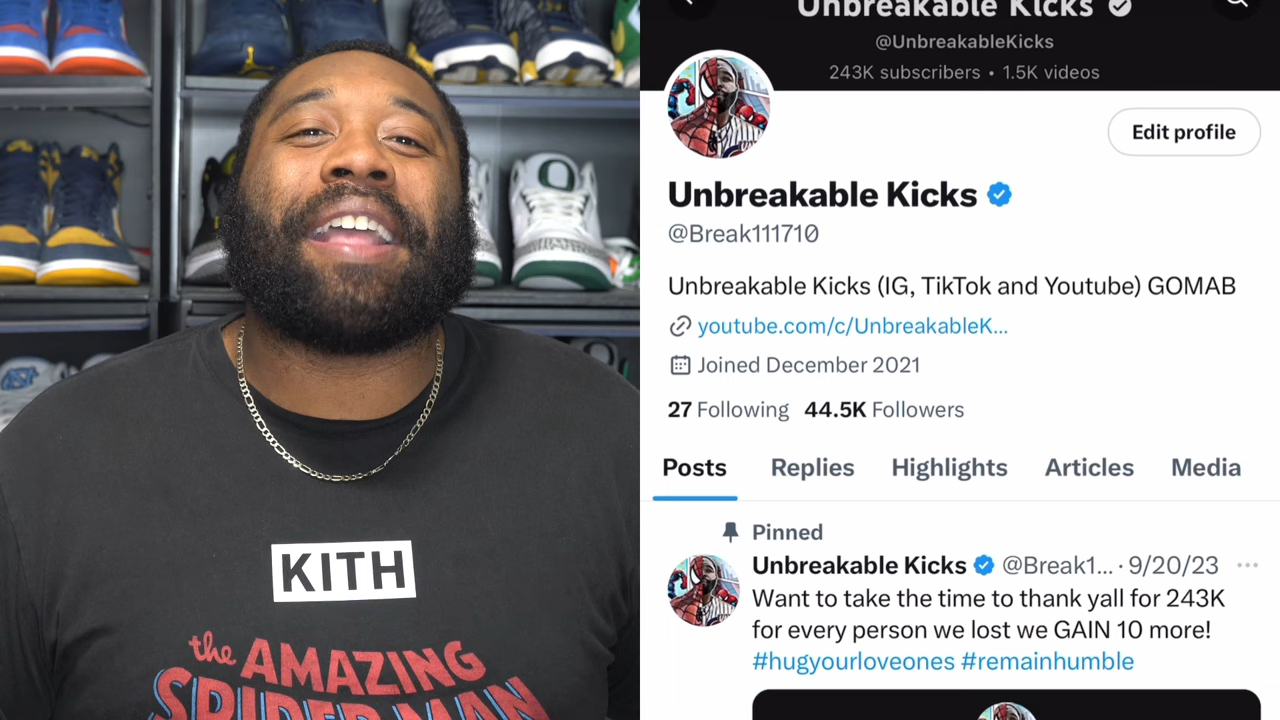 KITH
the AMAZING
SPIDER-MAN
Unbreakable Kicks
@UnbreakableKicks
243K subscribers • 1.5K videos
Edit profile
Unbreakable Kicks
@Break111710
Unbreakable Kicks (IG, TikTok and Youtube) GOMAB
youtube.com/c/UnbreakableK...
Joined December 2021
27 Following 44.5K Followers
Posts Replies Highlights Articles Media
Pinned
Unbreakable Kicks @Break1... · 9/20/23
Want to take the time to thank yall for 243K
for every person we lost we GAIN 10 more!
#hugyourloveones #remainhumble